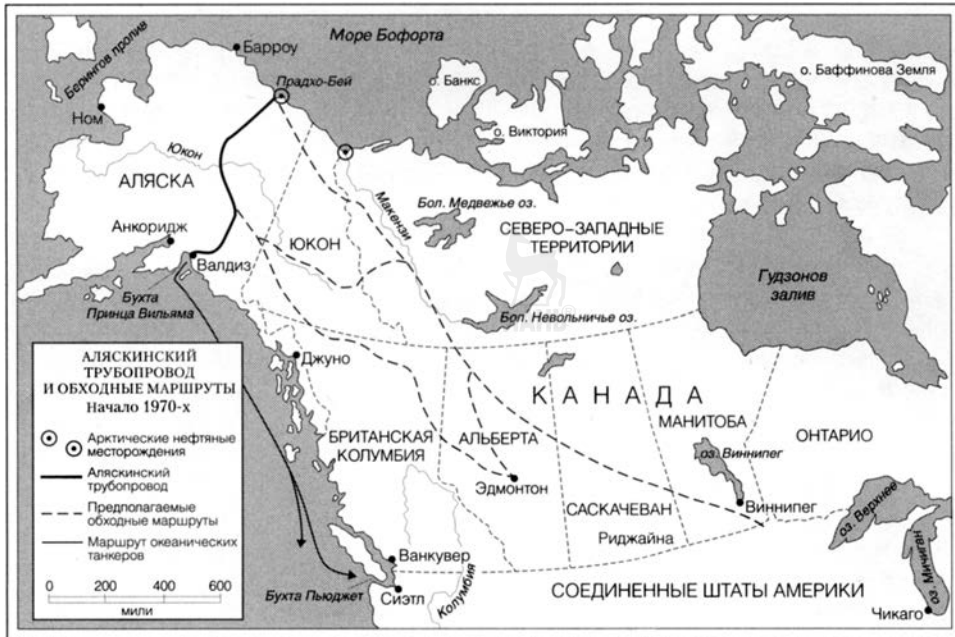 Море Бофорта
Берингов пролив
Барроу
Прадхо-Бей
о. Банкс
о. Баффинова Земля
Ном
о. Виктория
Юкон
АЛЯСКА
Макензи
Бол. Медвежье оз.
Анкоридж
ЮКОН
СЕВЕРО-ЗАПАДНЫЕ
ТЕРРИТОРИИ
Валдиз
Гудзонов
залив
Бухта
Принца Вильяма
Бол. Невольничье оз.
ЛАНЬ
Джуно
КАНАДА
МАНИТОБА
БРИТАНСКАЯ
КОЛУМБИЯ
АЛЬБЕРТА
ОНТАРИО
оз. Виннипег
Эдмонтон
САСКАЧЕВАН
Виннипег
оз. Верхнее
Риджайна
Ванкувер
оз. Мичиган
Бухта Пьюджет
Сиэтл
Колумбия
СОЕДИНЕННЫЕ ШТАТЫ АМЕРИКИ
Чикаго
АЛЯСКИНСКИЙ
ТРУБОПРОВОД
И ОБХОДНЫЕ МАРШРУТЫ
Начало 1970-х
Арктические нефтяные
месторождения
Аляскинский
трубопровод
Предполагаемые
обходные маршруты
Маршрут океанических
танкеров
0 200 400 600
мили